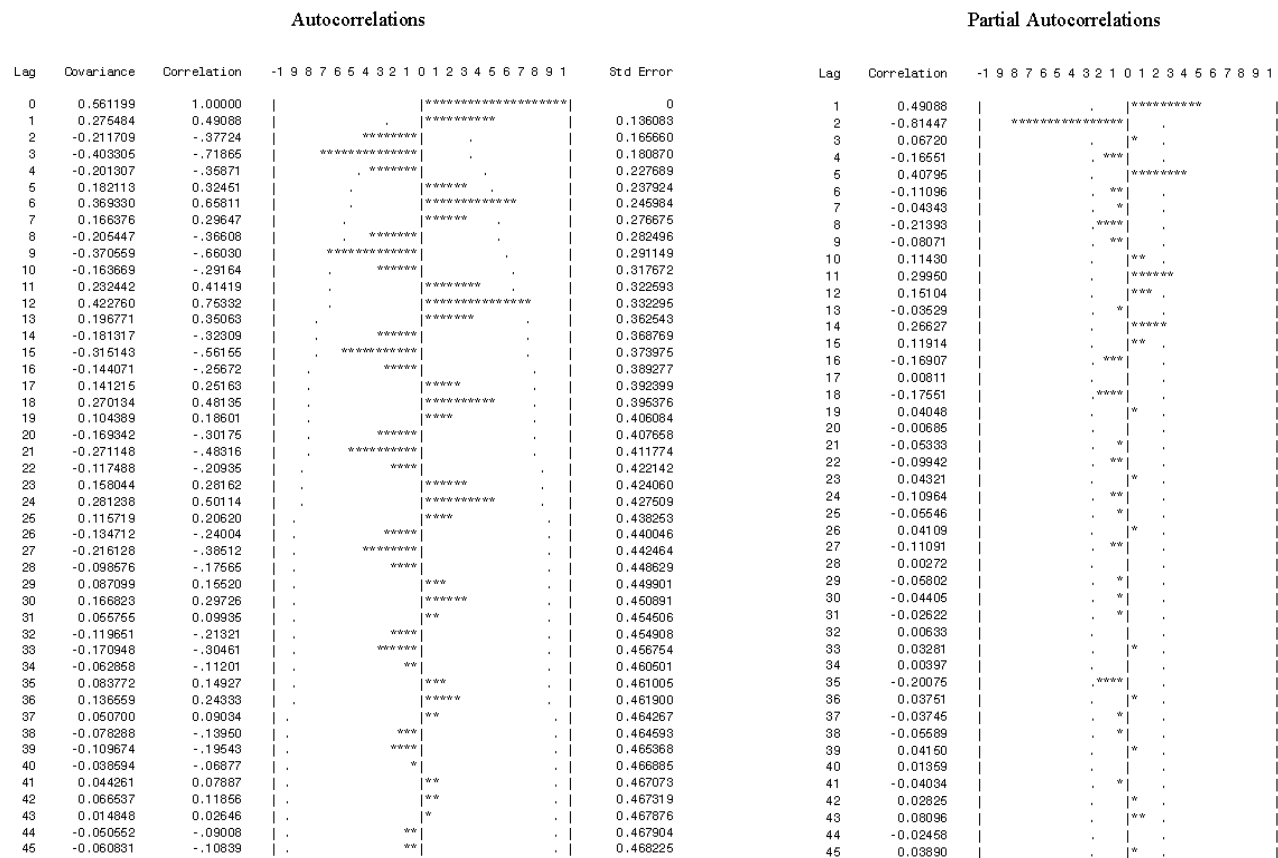 Autocorrelations
Lag Covariance Correlation -1 9 8 7 6 5 4 3 2 1 0 1 2 3 4 5 6 7 8 9 1 Std Error
0 0.561199 1.00000 | |********************| 0
1 0.275484 0.49088 | . |********** | 0.136083
2 -0.211709 -.37724 | ********| . | 0.165660
3 -0.403305 -.71865 | **************| . | 0.180870
4 -0.201307 -.35871 | . *******| . | 0.227689
5 0.182113 0.32451 | . |****** . | 0.237924
6 0.369330 0.65811 | . |************* | 0.245984
7 0.166376 0.29647 | . |****** . | 0.276675
8 -0.205447 -.36608 | . *******| . | 0.282496
9 -0.370559 -.66030 | *************| . | 0.291149
10 -0.163669 -.29164 | . ******| . | 0.317672
11 0.232442 0.41419 | . |******** . | 0.322593
12 0.422760 0.75332 | . |*************** | 0.332295
13 0.196771 0.35063 | . |******* . | 0.362543
14 -0.181317 -.32309 | . ******| . | 0.368769
15 -0.315143 -.56155 | . ***********| . | 0.373975
16 -0.144071 -.25672 | . *****| . | 0.389277
17 0.141215 0.25163 | . |***** . | 0.392399
18 0.270134 0.48135 | . |********** . | 0.395376
19 0.104389 0.18601 | . |**** . | 0.406084
20 -0.169342 -.30175 | . ******| . | 0.407658
21 -0.271148 -.48316 | . **********| . | 0.411774
22 -0.117488 -.20935 | . ****| . | 0.422142
23 0.158044 0.28162 | . |****** . | 0.424060
24 0.281238 0.50114 | . |********** . | 0.427509
25 0.115719 0.20620 | . |**** . | 0.438253
26 -0.134712 -.24004 | . *****| . | 0.440046
27 -0.216128 -.38512 | . ********| . | 0.442464
28 -0.098576 -.17565 | . ****| . | 0.448629
29 0.087099 0.15520 | . |*** . | 0.449901
30 0.166823 0.29726 | . |****** . | 0.450891
31 0.055755 0.09935 | . |** . | 0.454506
32 -0.119651 -.21321 | . ****| . | 0.454908
33 -0.170948 -.30461 | . ******| . | 0.456754
34 -0.062858 -.11201 | . **| . | 0.460501
35 0.083772 0.14927 | . |*** . | 0.461005
36 0.136559 0.24333 | . |***** . | 0.461900
37 0.050700 0.09034 | . |** . | 0.464267
38 -0.078288 -.13950 | . ***| . | 0.464593
39 -0.109674 -.19543 | . ****| . | 0.465368
40 -0.038594 -.06877 | . *| . | 0.466885
41 0.044261 0.07887 | . |** . | 0.467073
42 0.066537 0.11856 | . |** . | 0.467319
43 0.014848 0.02646 | . |* . | 0.467876
44 -0.050552 -.09008 | . **| . | 0.467904
45 -0.060831 -.10839 | . **| . | 0.468225
Partial Autocorrelations
Lag Correlation -1 9 8 7 6 5 4 3 2 1 0 1 2 3 4 5 6 7 8 9 1
1 0.49088 | . |********** |
2 -0.81447 | ****************| . |
3 0.06720 | . |* . |
4 -0.16551 | . ***| . |
5 0.40795 | . |******** |
6 -0.11096 | . **| . |
7 -0.04343 | . *| . |
8 -0.21393 | .****| . |
9 -0.08071 | . **| . |
10 0.11430 | . |** . |
11 0.29950 | . |****** |
12 0.15104 | . |*** . |
13 -0.03529 | . *| . |
14 0.26627 | . |***** |
15 0.11914 | . |** . |
16 -0.16907 | . ***| . |
17 0.00811 | . | . |
18 -0.17551 | .****| . |
19 0.04048 | . |* . |
20 -0.00685 | . | . |
21 -0.05333 | . *| . |
22 -0.09942 | . **| . |
23 0.04321 | . |* . |
24 -0.10964 | . **| . |
25 -0.05546 | . *| . |
26 0.04109 | . |* . |
27 -0.11091 | . **| . |
28 0.00272 | . | . |
29 -0.05802 | . *| . |
30 -0.04405 | . *| . |
31 -0.02622 | . *| . |
32 0.00633 | . | . |
33 0.03281 | . |* . |
34 0.00397 | . | . |
35 -0.20075 | .****| . |
36 0.03751 | . |* . |
37 -0.03745 | . *| . |
38 -0.05589 | . *| . |
39 0.04150 | . |* . |
40 0.01359 | . | . |
41 -0.04034 | . *| . |
42 0.02825 | . |* . |
43 0.08096 | . |** . |
44 -0.02458 | . | . |
45 0.03890 | . |* . |